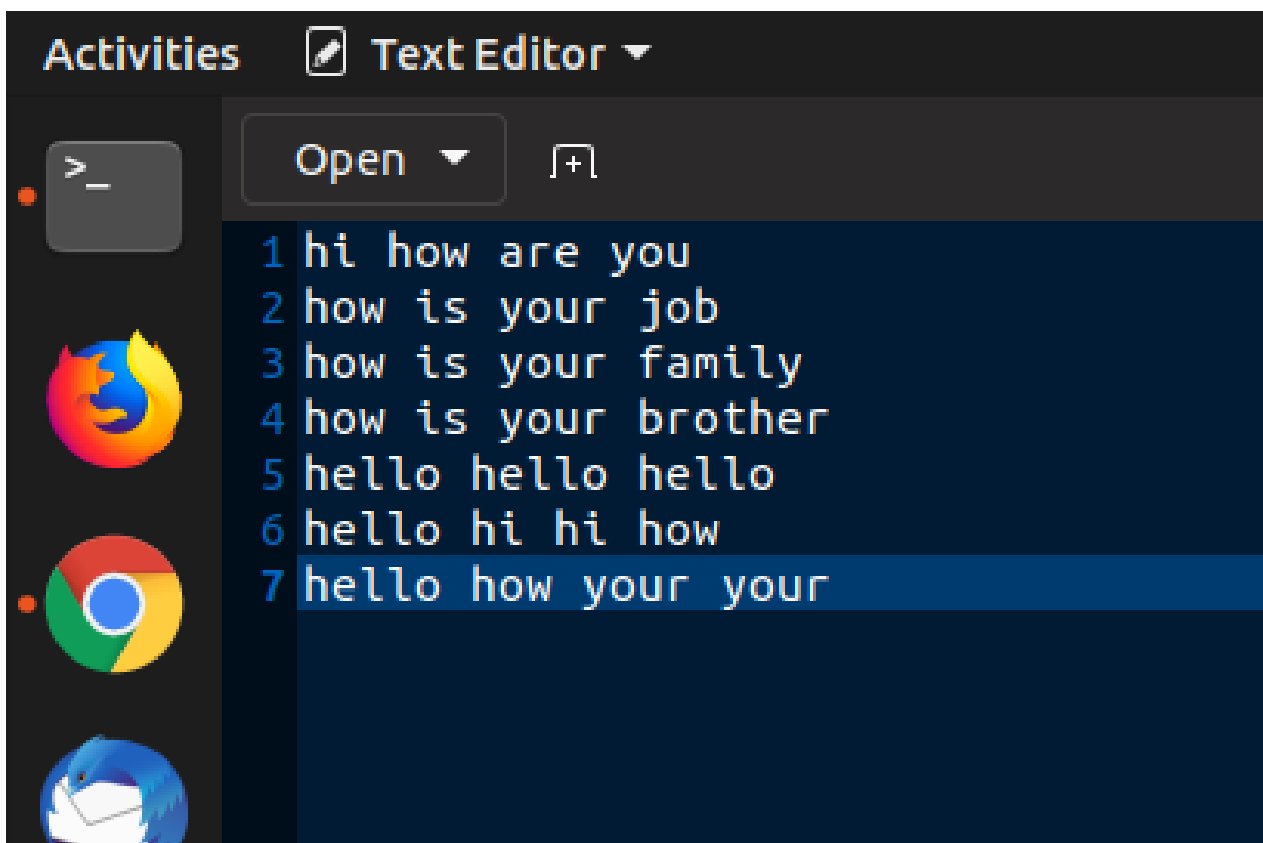 Activities Text Editor
>_
Open
1 hi how are you
2 how is your job
3 how is your family
4 how is your brother
5 hello hello hello
6 hello hi hi how
7 hello how your your